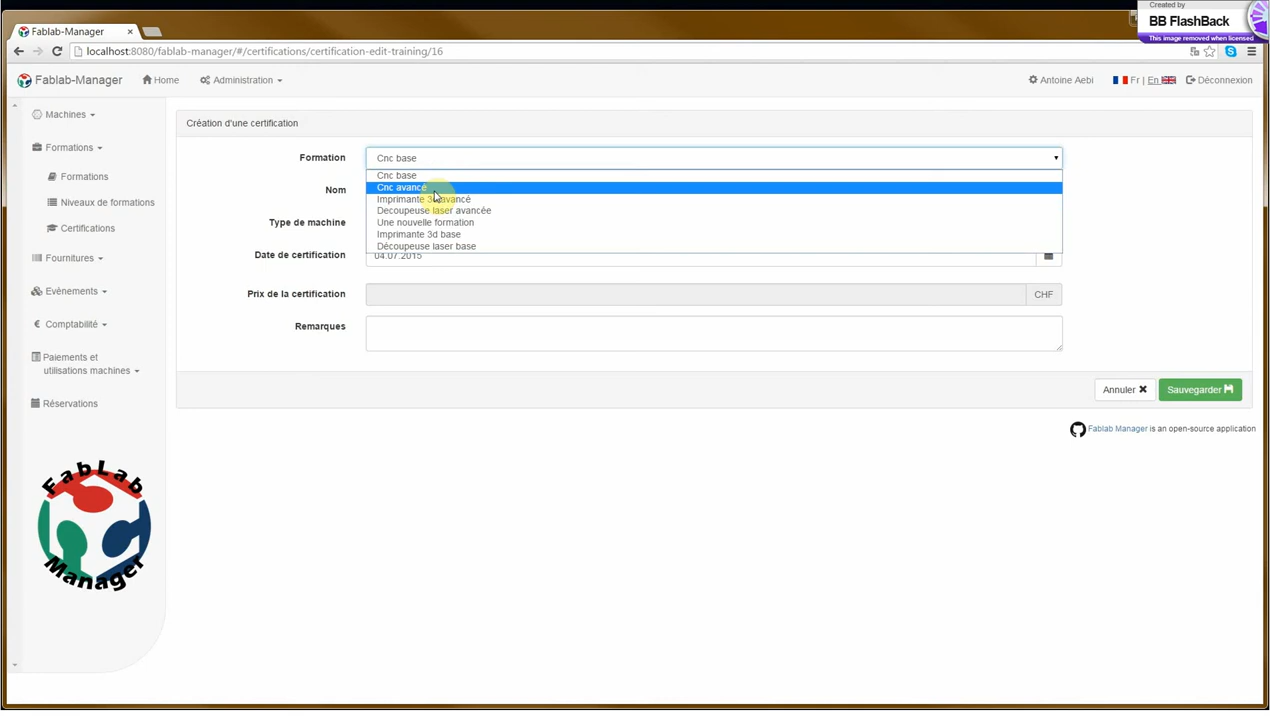 Created by
BB FlashBack
This image removed when licensed
Fablab-Manager
localhost:8080/fablab-manager/#/certifications/certification-edit-training/16
Fablab-Manager
Home
Administration
Antoine Aebi
Fr | En
Déconnexion
Machines
Formations
Formations
Niveaux de formations
Certifications
Fournitures
Evènements
€ Comptabilité
Paiements et
utilisations machines
Réservations
FabLab
Manager
Création d'une certification
Formation
Cnc base
Cnc base
Cnc avancé
Imprimante 3d avancé
Decoupeuse laser avancée
Une nouvelle formation
Imprimante 3d base
Découpeuse laser base
Nom
Type de machine
Date de certification
04.07.2015
Prix de la certification
CHF
Remarques
Annuler
Sauvegarder
Fablab Manager is an open-source application